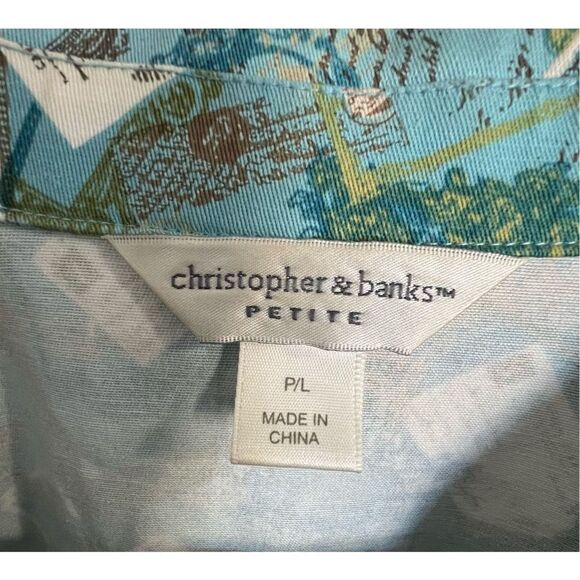 christopher & banks™
PETITE
P/L
MADE IN
CHINA